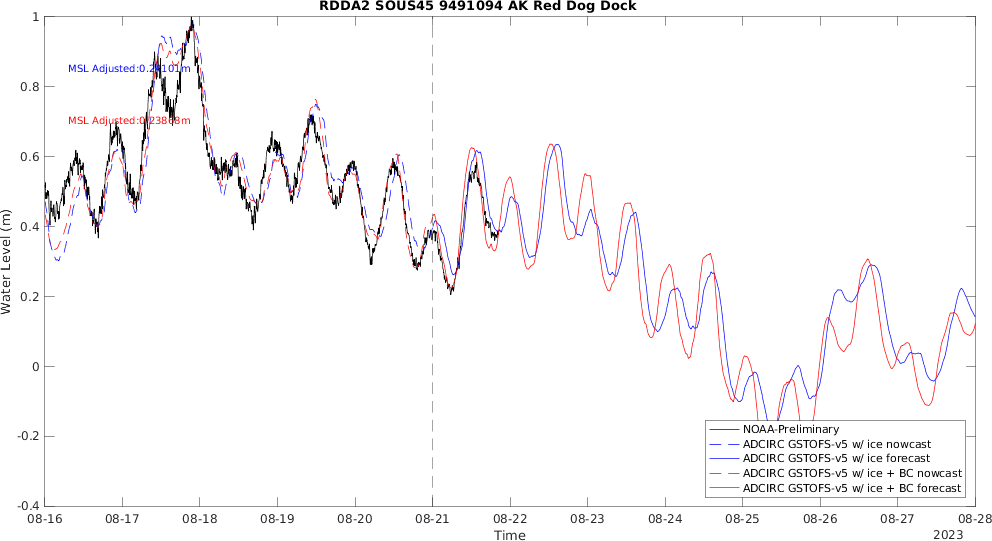 RDDA2 SOUS45 9491094 AK Red Dog Dock
1
0.8
0.6
0.4
0.2
0
-0.2
-0.4
Water Level (m)
MSL Adjusted:
MSL Adjusted:0.23868m
NOAA-Preliminary
ADCIRC GSTOFS-v5 w/ ice nowcast
ADCIRC GSTOFS-v5 w/ ice forecast
ADCIRC GSTOFS-v5 w/ ice + BC nowcast
ADCIRC GSTOFS-v5 w/ ice + BC forecast
08-16 08-17 08-18 08-19 08-20 08-21 08-22 08-23 08-24 08-25 08-26 08-27 08-28
Time
2023